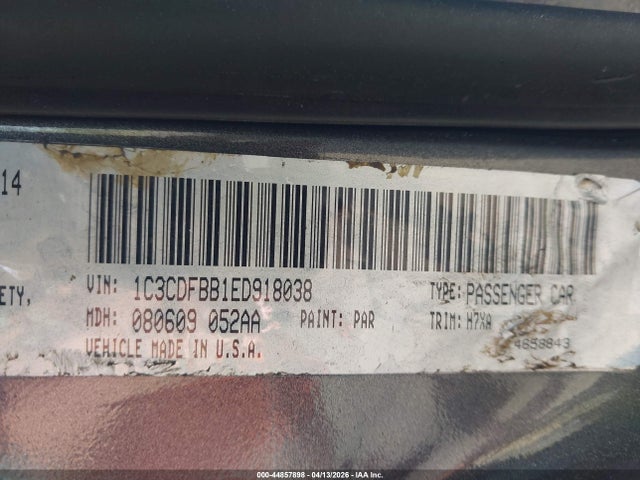 14
ETY,
VIN: 1C3CDFBB1ED918038
TYPE: PASSENGER CAR
MDH: 080609 052AA
PAINT: PAR
TRIM: H7XA
VEHICLE MADE IN U.S.A.
4858843
000-44857898 | 04/13/2026 | IAA Inc.